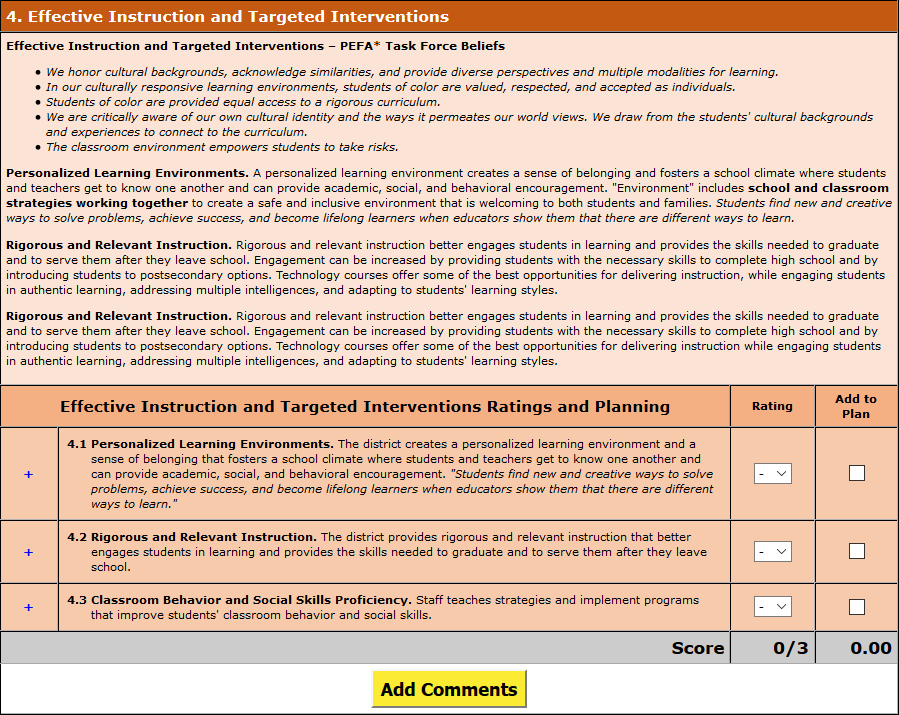 4. Effective Instruction and Targeted Interventions
Effective Instruction and Targeted Interventions – PEFA* Task Force Beliefs
• We honor cultural backgrounds, acknowledge similarities, and provide diverse perspectives and multiple modalities for learning.
• In our culturally responsive learning environments, students of color are valued, respected, and accepted as individuals.
• Students of color are provided equal access to a rigorous curriculum.
• We are critically aware of our own cultural identity and the ways it permeates our world views. We draw from the students' cultural backgrounds
and experiences to connect to the curriculum.
• The classroom environment empowers students to take risks.
Personalized Learning Environments. A personalized learning environment creates a sense of belonging and fosters a school climate where students
and teachers get to know one another and can provide academic, social, and behavioral encouragement. "Environment" includes school and classroom
strategies working together to create a safe and inclusive environment that is welcoming to both students and families. Students find new and creative
ways to solve problems, achieve success, and become lifelong learners when educators show them that there are different ways to learn.
Rigorous and Relevant Instruction. Rigorous and relevant instruction better engages students in learning and provides the skills needed to graduate
and to serve them after they leave school. Engagement can be increased by providing students with the necessary skills to complete high school and by
introducing students to postsecondary options. Technology courses offer some of the best opportunities for delivering instruction, while engaging students
in authentic learning, addressing multiple intelligences, and adapting to students' learning styles.
Rigorous and Relevant Instruction. Rigorous and relevant instruction better engages students in learning and provides the skills needed to graduate
and to serve them after they leave school. Engagement can be increased by providing students with the necessary skills to complete high school and by
introducing students to postsecondary options. Technology courses offer some of the best opportunities for delivering instruction while engaging students
in authentic learning, addressing multiple intelligences, and adapting to students' learning styles.
Effective Instruction and Targeted Interventions Ratings and Planning
Rating
Add to
Plan
+
4.1 Personalized Learning Environments. The district creates a personalized learning environment and a
sense of belonging that fosters a school climate where students and teachers get to know one another and
can provide academic, social, and behavioral encouragement. "Students find new and creative ways to solve
problems, achieve success, and become lifelong learners when educators show them that there are different
ways to learn."
-
+
4.2 Rigorous and Relevant Instruction. The district provides rigorous and relevant instruction that better
engages students in learning and provides the skills needed to graduate and to serve them after they leave
school.
-
+
4.3 Classroom Behavior and Social Skills Proficiency. Staff teaches strategies and implement programs
that improve students' classroom behavior and social skills.
-
Score 0/3 0.00
Add Comments